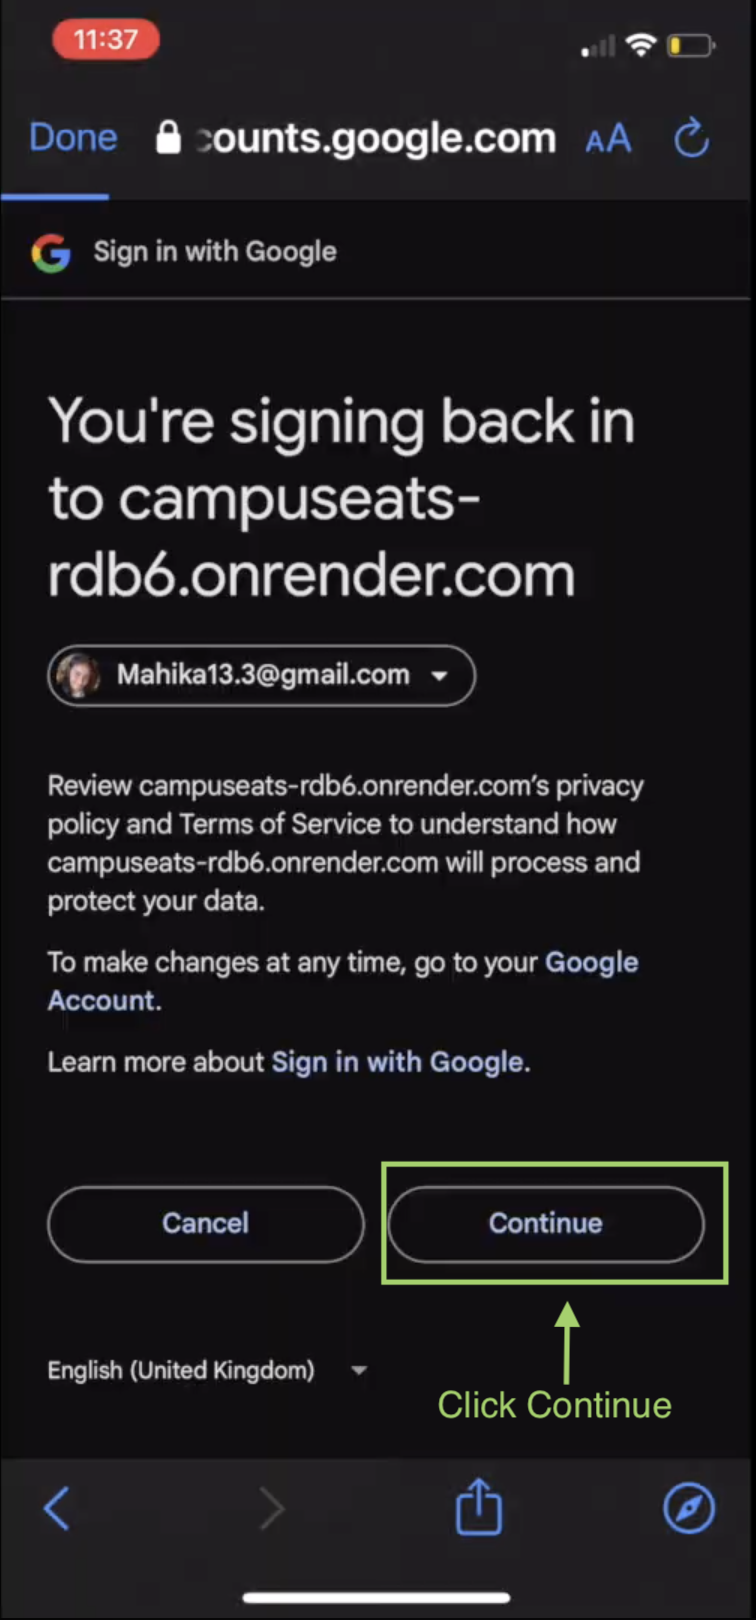 11:37
Done counts.google.com AA
Sign in with Google
You're signing back in
to campuseats-
rdb6.onrender.com
Mahika13.3@gmail.com
Review campuseats-rdb6.onrender.com’s privacy
policy and Terms of Service to understand how
campuseats-rdb6.onrender.com will process and
protect your data.
To make changes at any time, go to your Google
Account.
Learn more about Sign in with Google.
Cancel Continue
English (United Kingdom)
Click Continue